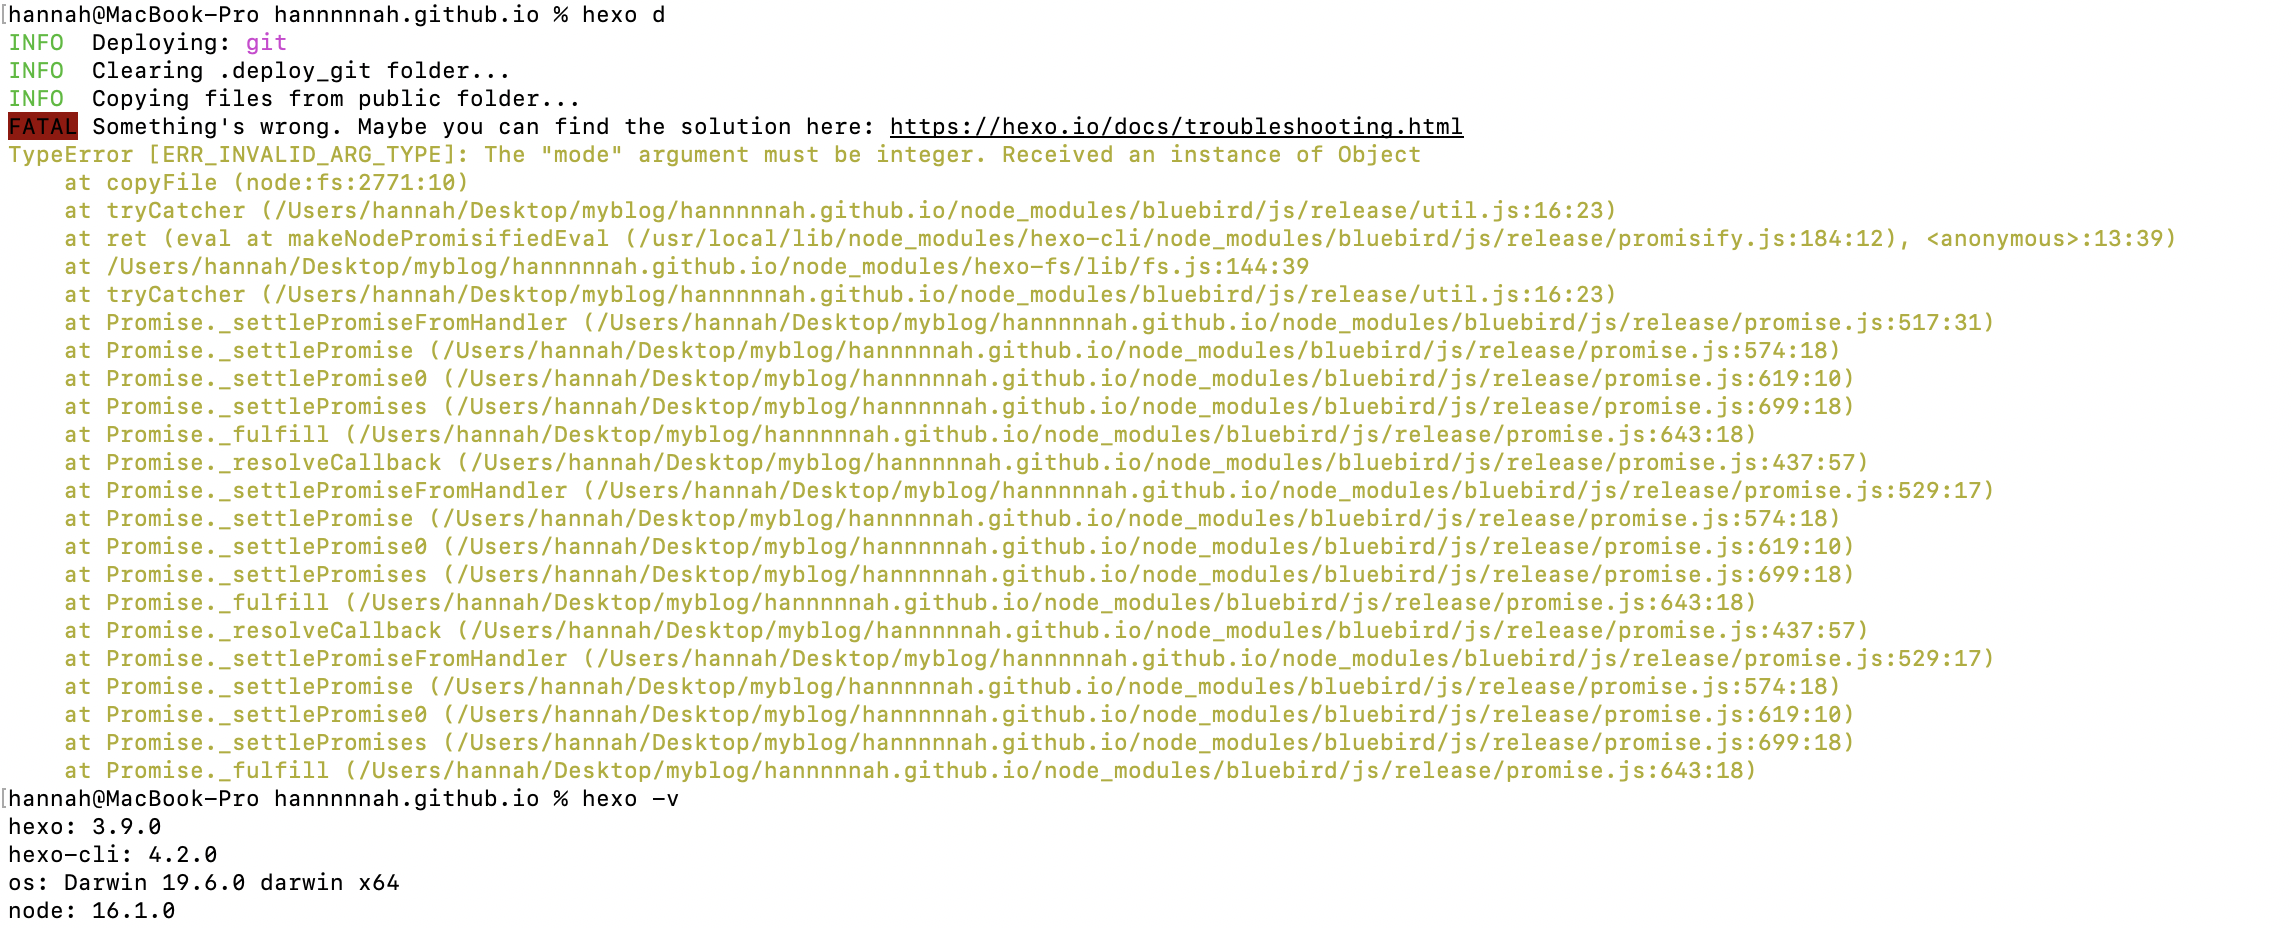 [hannah@MacBook-Pro hannnnnah.github.io % hexo d
INFO  Deploying: git
INFO  Clearing .deploy_git folder...
INFO  Copying files from public folder...
FATAL Something's wrong. Maybe you can find the solution here: https://hexo.io/docs/troubleshooting.html
TypeError [ERR_INVALID_ARG_TYPE]: The "mode" argument must be integer. Received an instance of Object
    at copyFile (node:fs:2771:10)
    at tryCatcher (/Users/hannah/Desktop/myblog/hannnnnah.github.io/node_modules/bluebird/js/release/util.js:16:23)
    at ret (eval at makeNodePromisifiedEval (/usr/local/lib/node_modules/hexo-cli/node_modules/bluebird/js/release/promisify.js:184:12), <anonymous>:13:39)
    at /Users/hannah/Desktop/myblog/hannnnnah.github.io/node_modules/hexo-fs/lib/fs.js:144:39
    at tryCatcher (/Users/hannah/Desktop/myblog/hannnnnah.github.io/node_modules/bluebird/js/release/util.js:16:23)
    at Promise._settlePromiseFromHandler (/Users/hannah/Desktop/myblog/hannnnnah.github.io/node_modules/bluebird/js/release/promise.js:517:31)
    at Promise._settlePromise (/Users/hannah/Desktop/myblog/hannnnnah.github.io/node_modules/bluebird/js/release/promise.js:574:18)
    at Promise._settlePromise0 (/Users/hannah/Desktop/myblog/hannnnnah.github.io/node_modules/bluebird/js/release/promise.js:619:10)
    at Promise._settlePromises (/Users/hannah/Desktop/myblog/hannnnnah.github.io/node_modules/bluebird/js/release/promise.js:699:18)
    at Promise._fulfill (/Users/hannah/Desktop/myblog/hannnnnah.github.io/node_modules/bluebird/js/release/promise.js:643:18)
    at Promise._resolveCallback (/Users/hannah/Desktop/myblog/hannnnnah.github.io/node_modules/bluebird/js/release/promise.js:437:57)
    at Promise._settlePromiseFromHandler (/Users/hannah/Desktop/myblog/hannnnnah.github.io/node_modules/bluebird/js/release/promise.js:529:17)
    at Promise._settlePromise (/Users/hannah/Desktop/myblog/hannnnnah.github.io/node_modules/bluebird/js/release/promise.js:574:18)
    at Promise._settlePromise0 (/Users/hannah/Desktop/myblog/hannnnnah.github.io/node_modules/bluebird/js/release/promise.js:619:10)
    at Promise._settlePromises (/Users/hannah/Desktop/myblog/hannnnnah.github.io/node_modules/bluebird/js/release/promise.js:699:18)
    at Promise._fulfill (/Users/hannah/Desktop/myblog/hannnnnah.github.io/node_modules/bluebird/js/release/promise.js:643:18)
    at Promise._resolveCallback (/Users/hannah/Desktop/myblog/hannnnnah.github.io/node_modules/bluebird/js/release/promise.js:437:57)
    at Promise._settlePromiseFromHandler (/Users/hannah/Desktop/myblog/hannnnnah.github.io/node_modules/bluebird/js/release/promise.js:529:17)
    at Promise._settlePromise (/Users/hannah/Desktop/myblog/hannnnnah.github.io/node_modules/bluebird/js/release/promise.js:574:18)
    at Promise._settlePromise0 (/Users/hannah/Desktop/myblog/hannnnnah.github.io/node_modules/bluebird/js/release/promise.js:619:10)
    at Promise._settlePromises (/Users/hannah/Desktop/myblog/hannnnnah.github.io/node_modules/bluebird/js/release/promise.js:699:18)
    at Promise._fulfill (/Users/hannah/Desktop/myblog/hannnnnah.github.io/node_modules/bluebird/js/release/promise.js:643:18)
[hannah@MacBook-Pro hannnnnah.github.io % hexo -v
hexo: 3.9.0
hexo-cli: 4.2.0
os: Darwin 19.6.0 darwin x64
node: 16.1.0